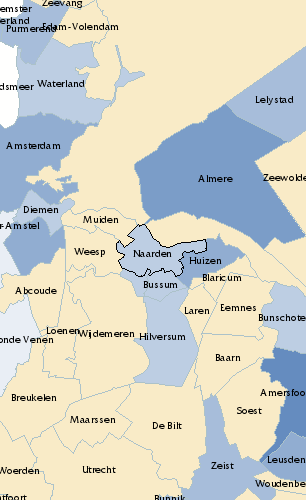 Zeevang
emster
erland
Purmerend
Edam-Volendam
Waterland
dsmeer
Lelystad
Amsterdam
Almere
Zeewolde
Diemen
Muiden
-Amstel
Weesp
Naarden
Huizen
Blaricum
Abcoude
Bussum
Laren
Eemnes
Bunschote
Loenen
Wijdemeren
Hilversum
onde Venen
Baarn
Amersfoo
Breukelen
Soest
Maarssen
De Bilt
Leusden
Zeist
Woerden
Utrecht
Woudenbe
tfoort
Bunnik